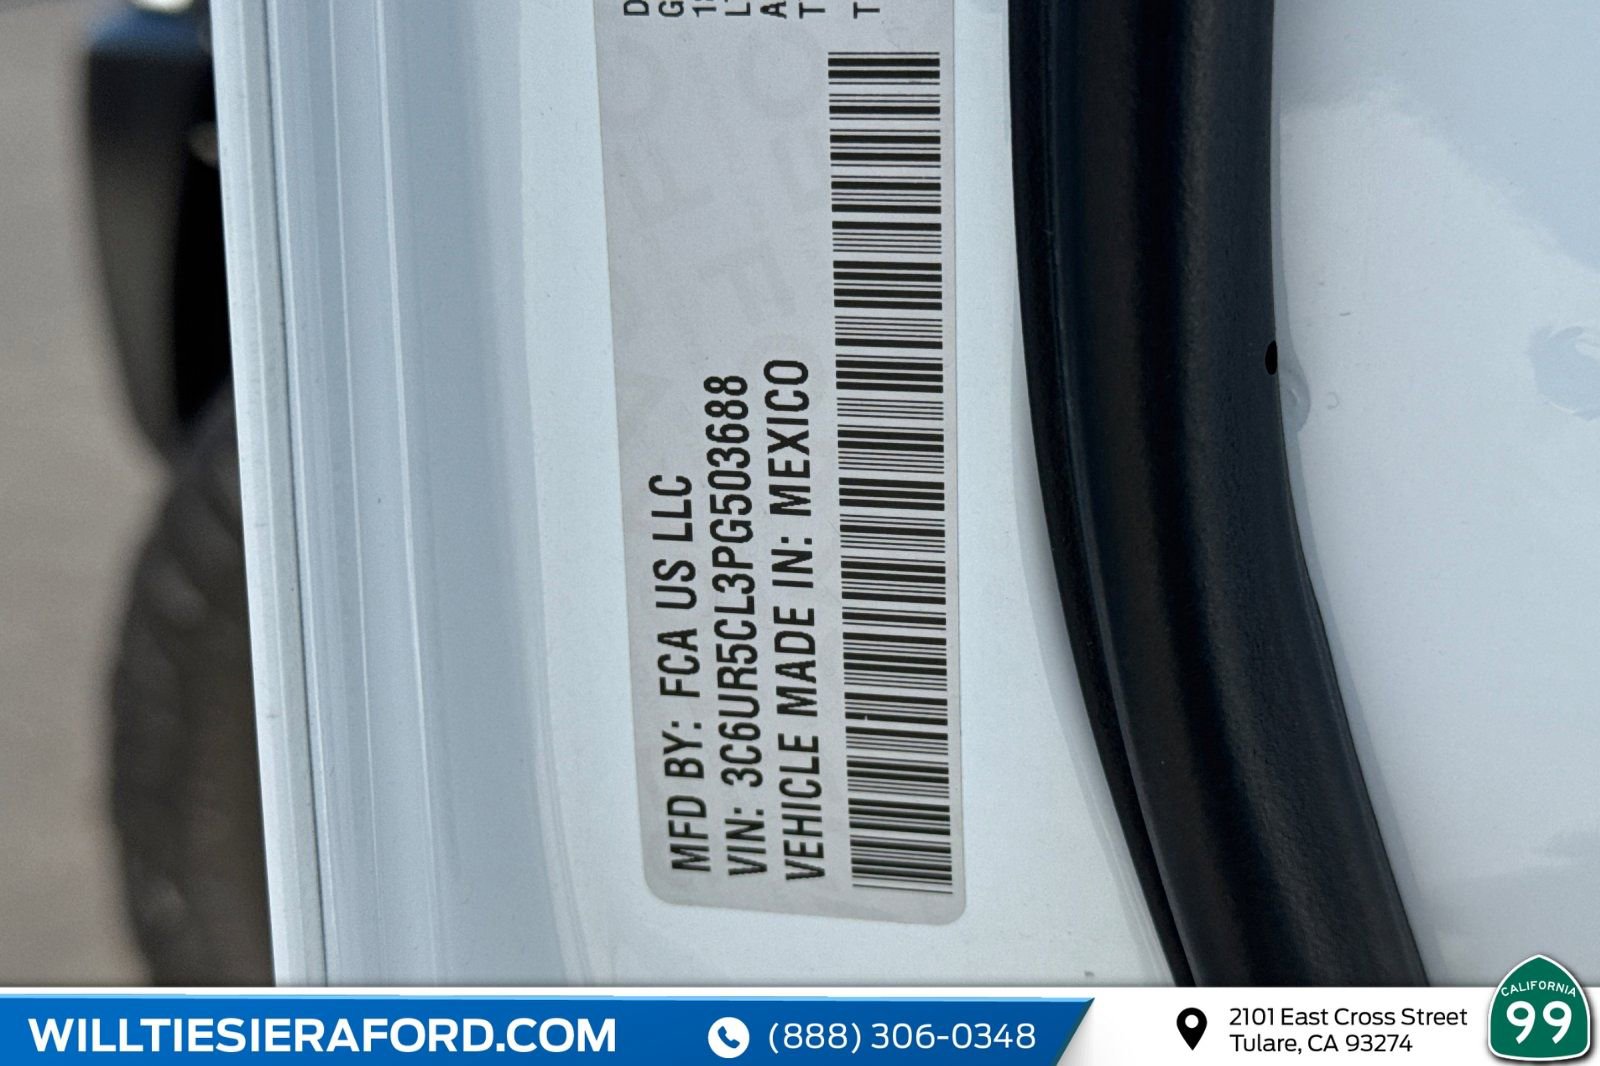 MFD BY: FCA US LLC
VIN: 3C6UR5CL3PG503688
VEHICLE MADE IN: MEXICO
WILLTIESIERAFORD.COM
(888) 306-0348
2101 East Cross Street
Tulare, CA 93274
CALIFORNIA
99